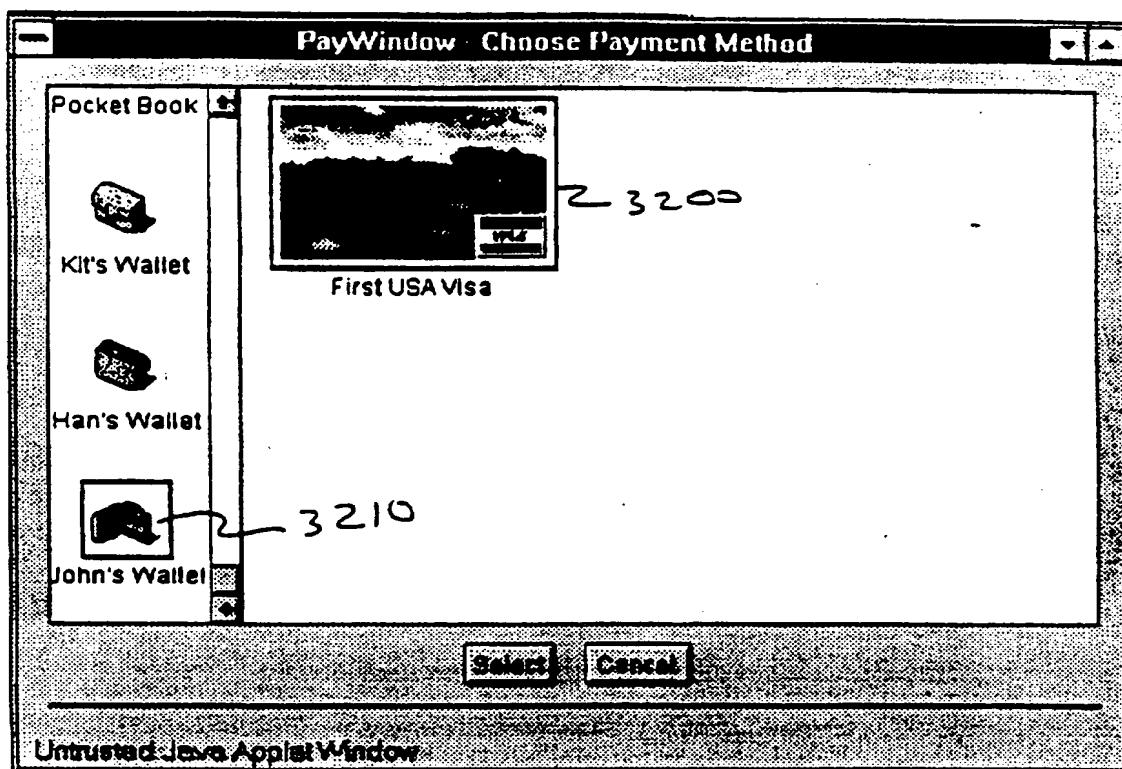 PayWindow - Choose Payment Method
Pocket Book
Kit's Wallet
Han's Wallet
John's Wallet
VISA
First USA Visa
3200
3210
Select
Cancel
Untrusted Java Applet Window